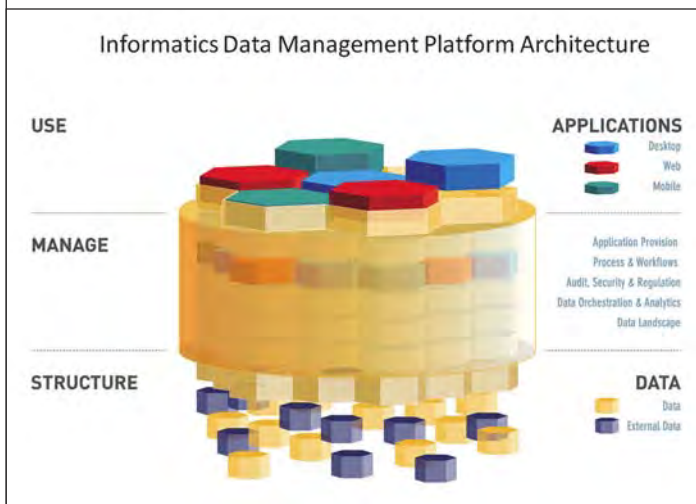 Informatics Data Management Platform Architecture
USE
APPLICATIONS
Desktop
Web
Mobile
MANAGE
Application Provision
Process & Workflows
Audit, Security & Regulation
Data Orchestration & Analytics
Data Landscape
STRUCTURE
DATA
Data
External Data